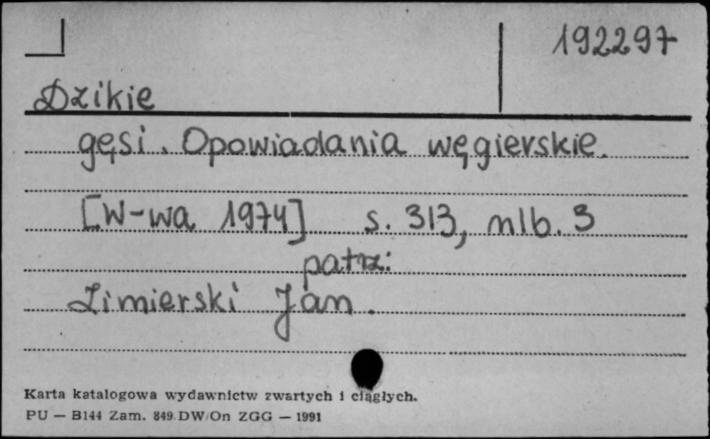 192297
Dzikie
gęsi. Opowiadania węgierskie.
[W-wa 1974] s. 313, nlb. 3
patrz:
Zimierski Jan.
Karta katalogowa wydawnictw zwartych i ciągłych.
PU — B144 Zam. 849 DW/On ZGG — 1991